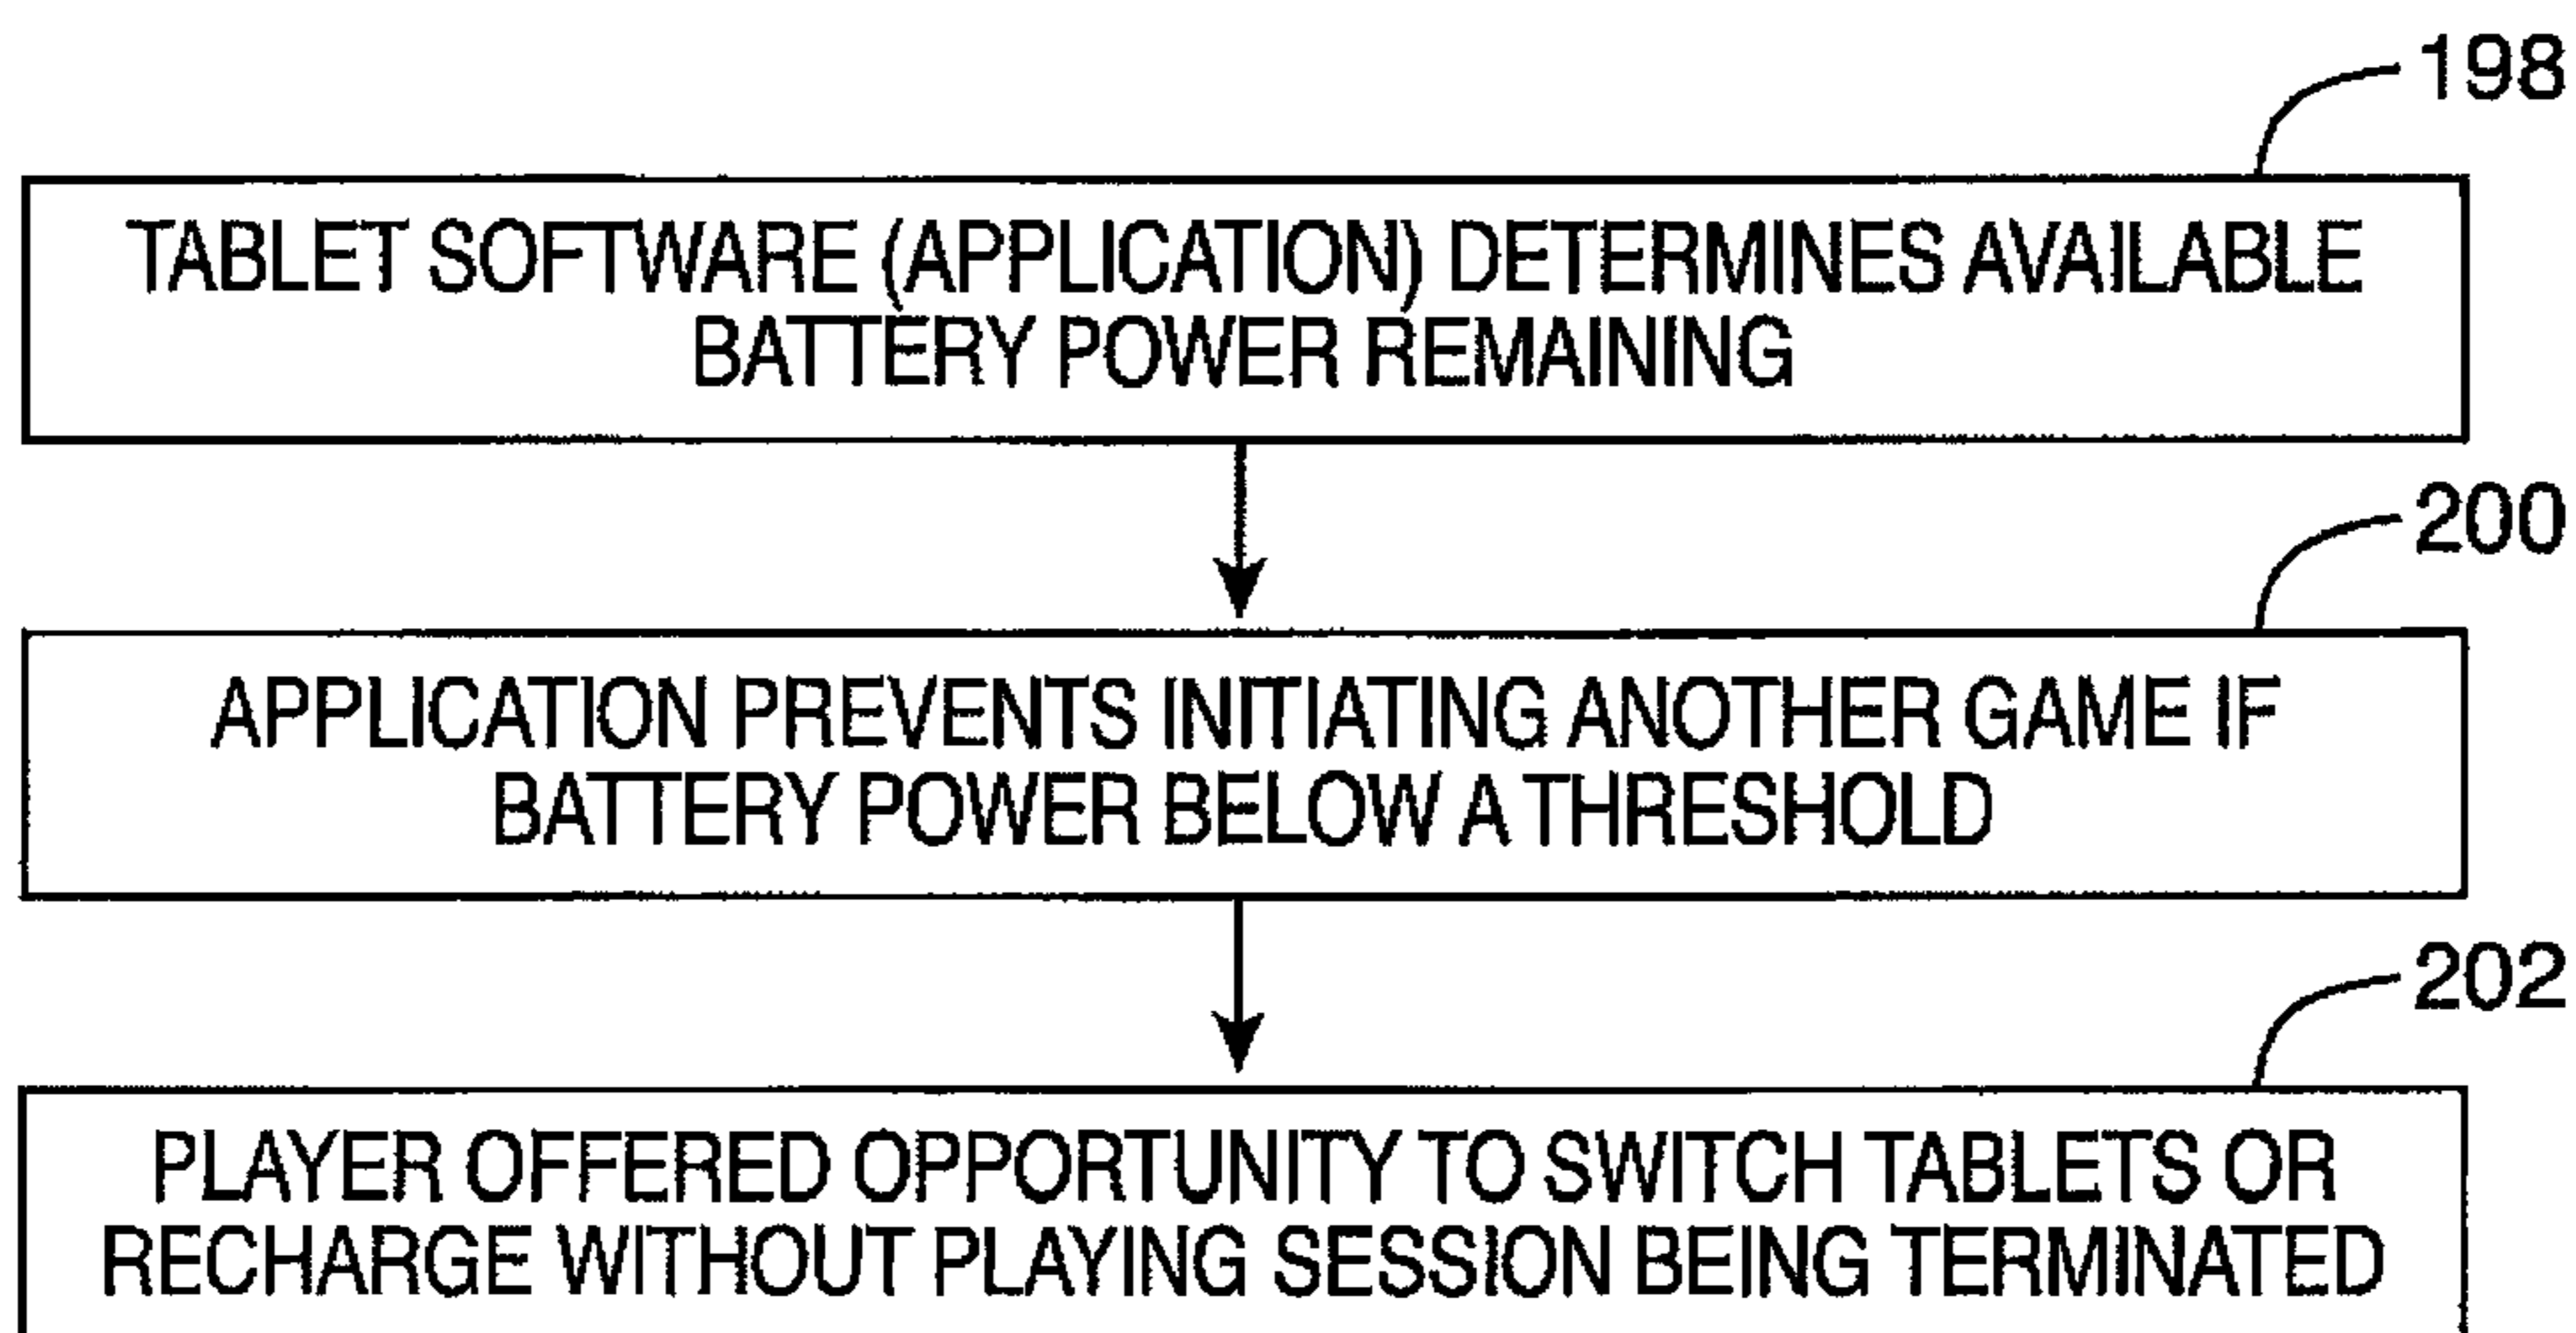 198
TABLET SOFTWARE (APPLICATION) DETERMINES AVAILABLE
BATTERY POWER REMAINING
200
APPLICATION PREVENTS INITIATING ANOTHER GAME IF
BATTERY POWER BELOW A THRESHOLD
202
PLAYER OFFERED OPPORTUNITY TO SWITCH TABLETS OR
RECHARGE WITHOUT PLAYING SESSION BEING TERMINATED